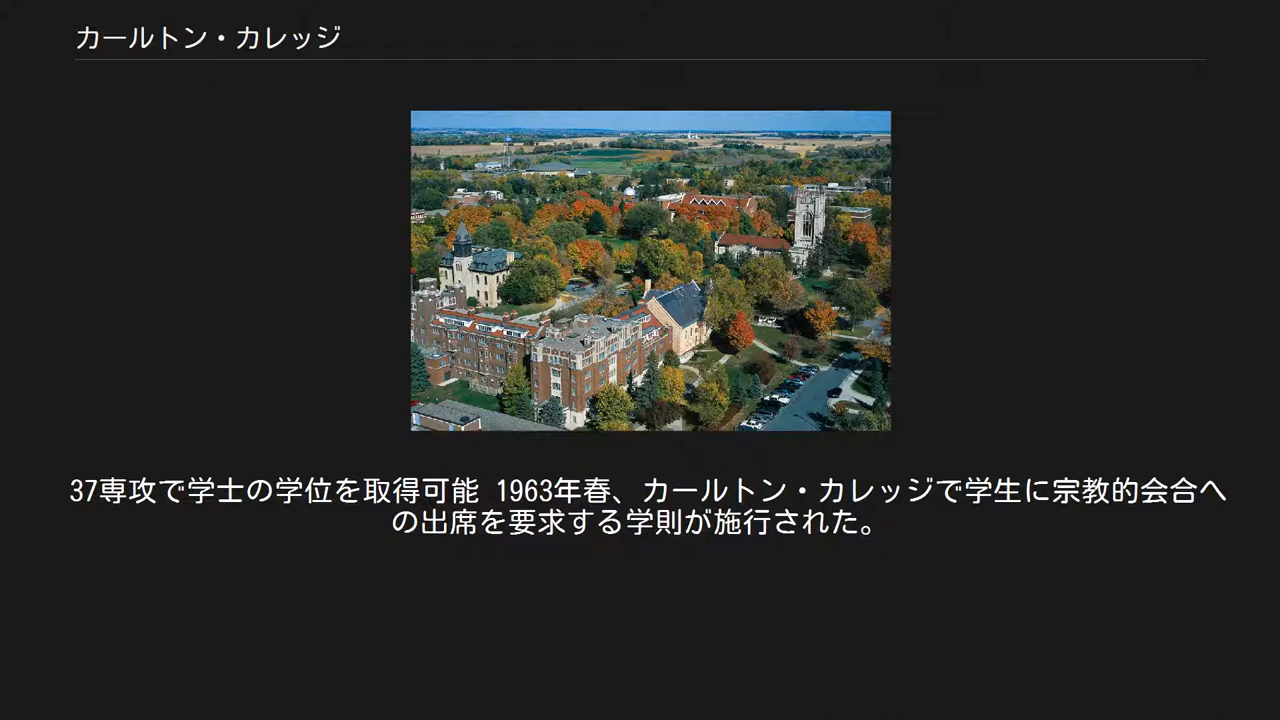 カールトン・カレッジ
37専攻で学士の学位を取得可能 1963年春、カールトン・カレッジで学生に宗教的会合へ
の出席を要求する学則が施行された。